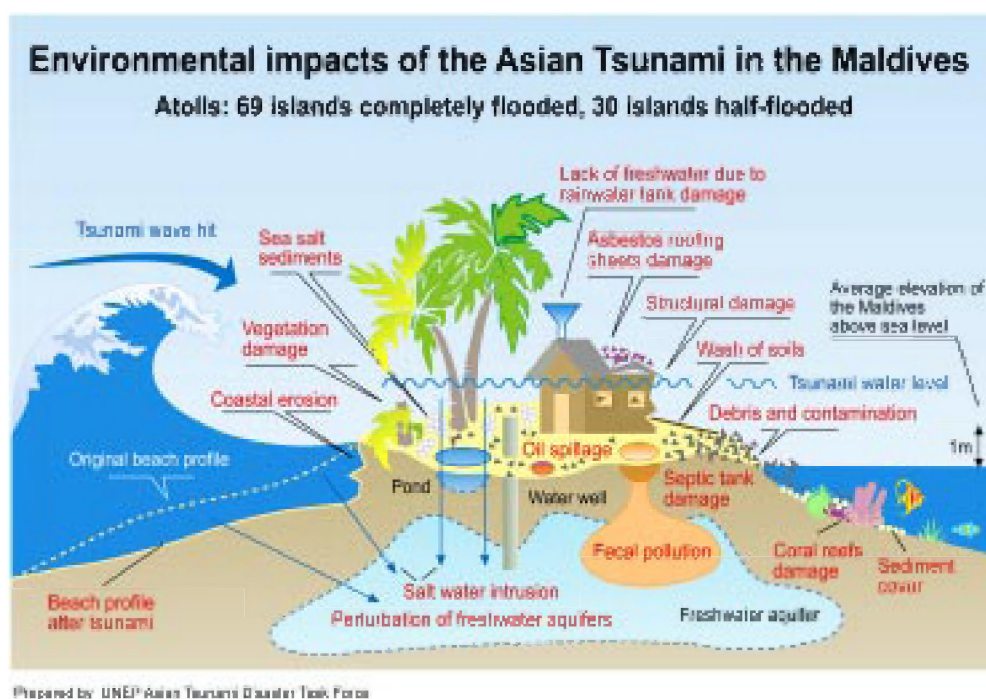 Environmental impacts of the Asian Tsunami in the Maldives
Atolls: 69 islands completely flooded, 30 islands half-flooded
Lack of freshwater due to
rainwater tank damage
Tsunami wave hit
Sea salt
sediments
Asbestos roofing
sheets damage
Average elevation of
the Maldives
above sea level
Structural damage
Vegetation
damage
Wash of soils
Tsunami water level
Coastal erosion
Debris and contamination
1m
Original beach profile
Oil spillage
Pond
Water well
Septic tank
damage
Fecal pollution
Coral reefs
damage
Sediment
cover
Salt water intrusion
Beach profile
after tsunami
Perturbation of freshwater aquifers
Freshwater aquifer
Prepared by UNEP Asian Tsunami Disaster Task Force